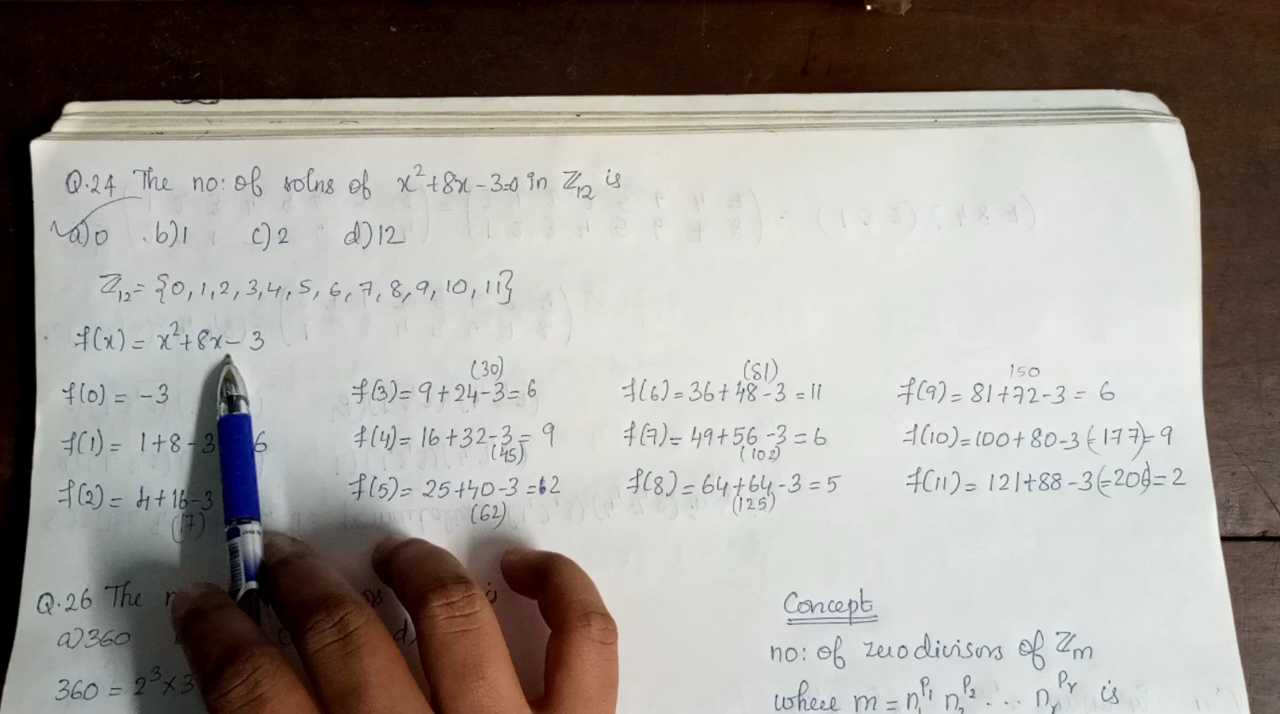 Q.24 The no: of solns of x²+8x-3=0 in Z₁₂ is
a) 0 b) 1 c) 2 d) 12
Z₁₂ = {0, 1, 2, 3, 4, 5, 6, 7, 8, 9, 10, 11}
f(x) = x²+8x-3
f(0) = -3
f(1) = 1+8-3 6
f(2) = 4+16-3
(17)
(30)
f(3) = 9+24-3 = 6
f(4) = 16+32-3 = 9
(45)
f(5) = 25+40-3 = 2
(62)
(81)
f(6) = 36+48-3 = 11
f(7) = 49+56-3 = 6
(102)
f(8) = 64+64-3 = 5
(125)
150
f(9) = 81+72-3 = 6
f(10) = 100+80-3 (=177) = 9
f(11) = 121+88-3 (=206) = 2
Q.26 The
a) 360
360 = 2³×3
Concept
no: of zero divisors of Zm
where m = n₁^P₁ n₂^P₂ ... nᵣ^Pᵣ is